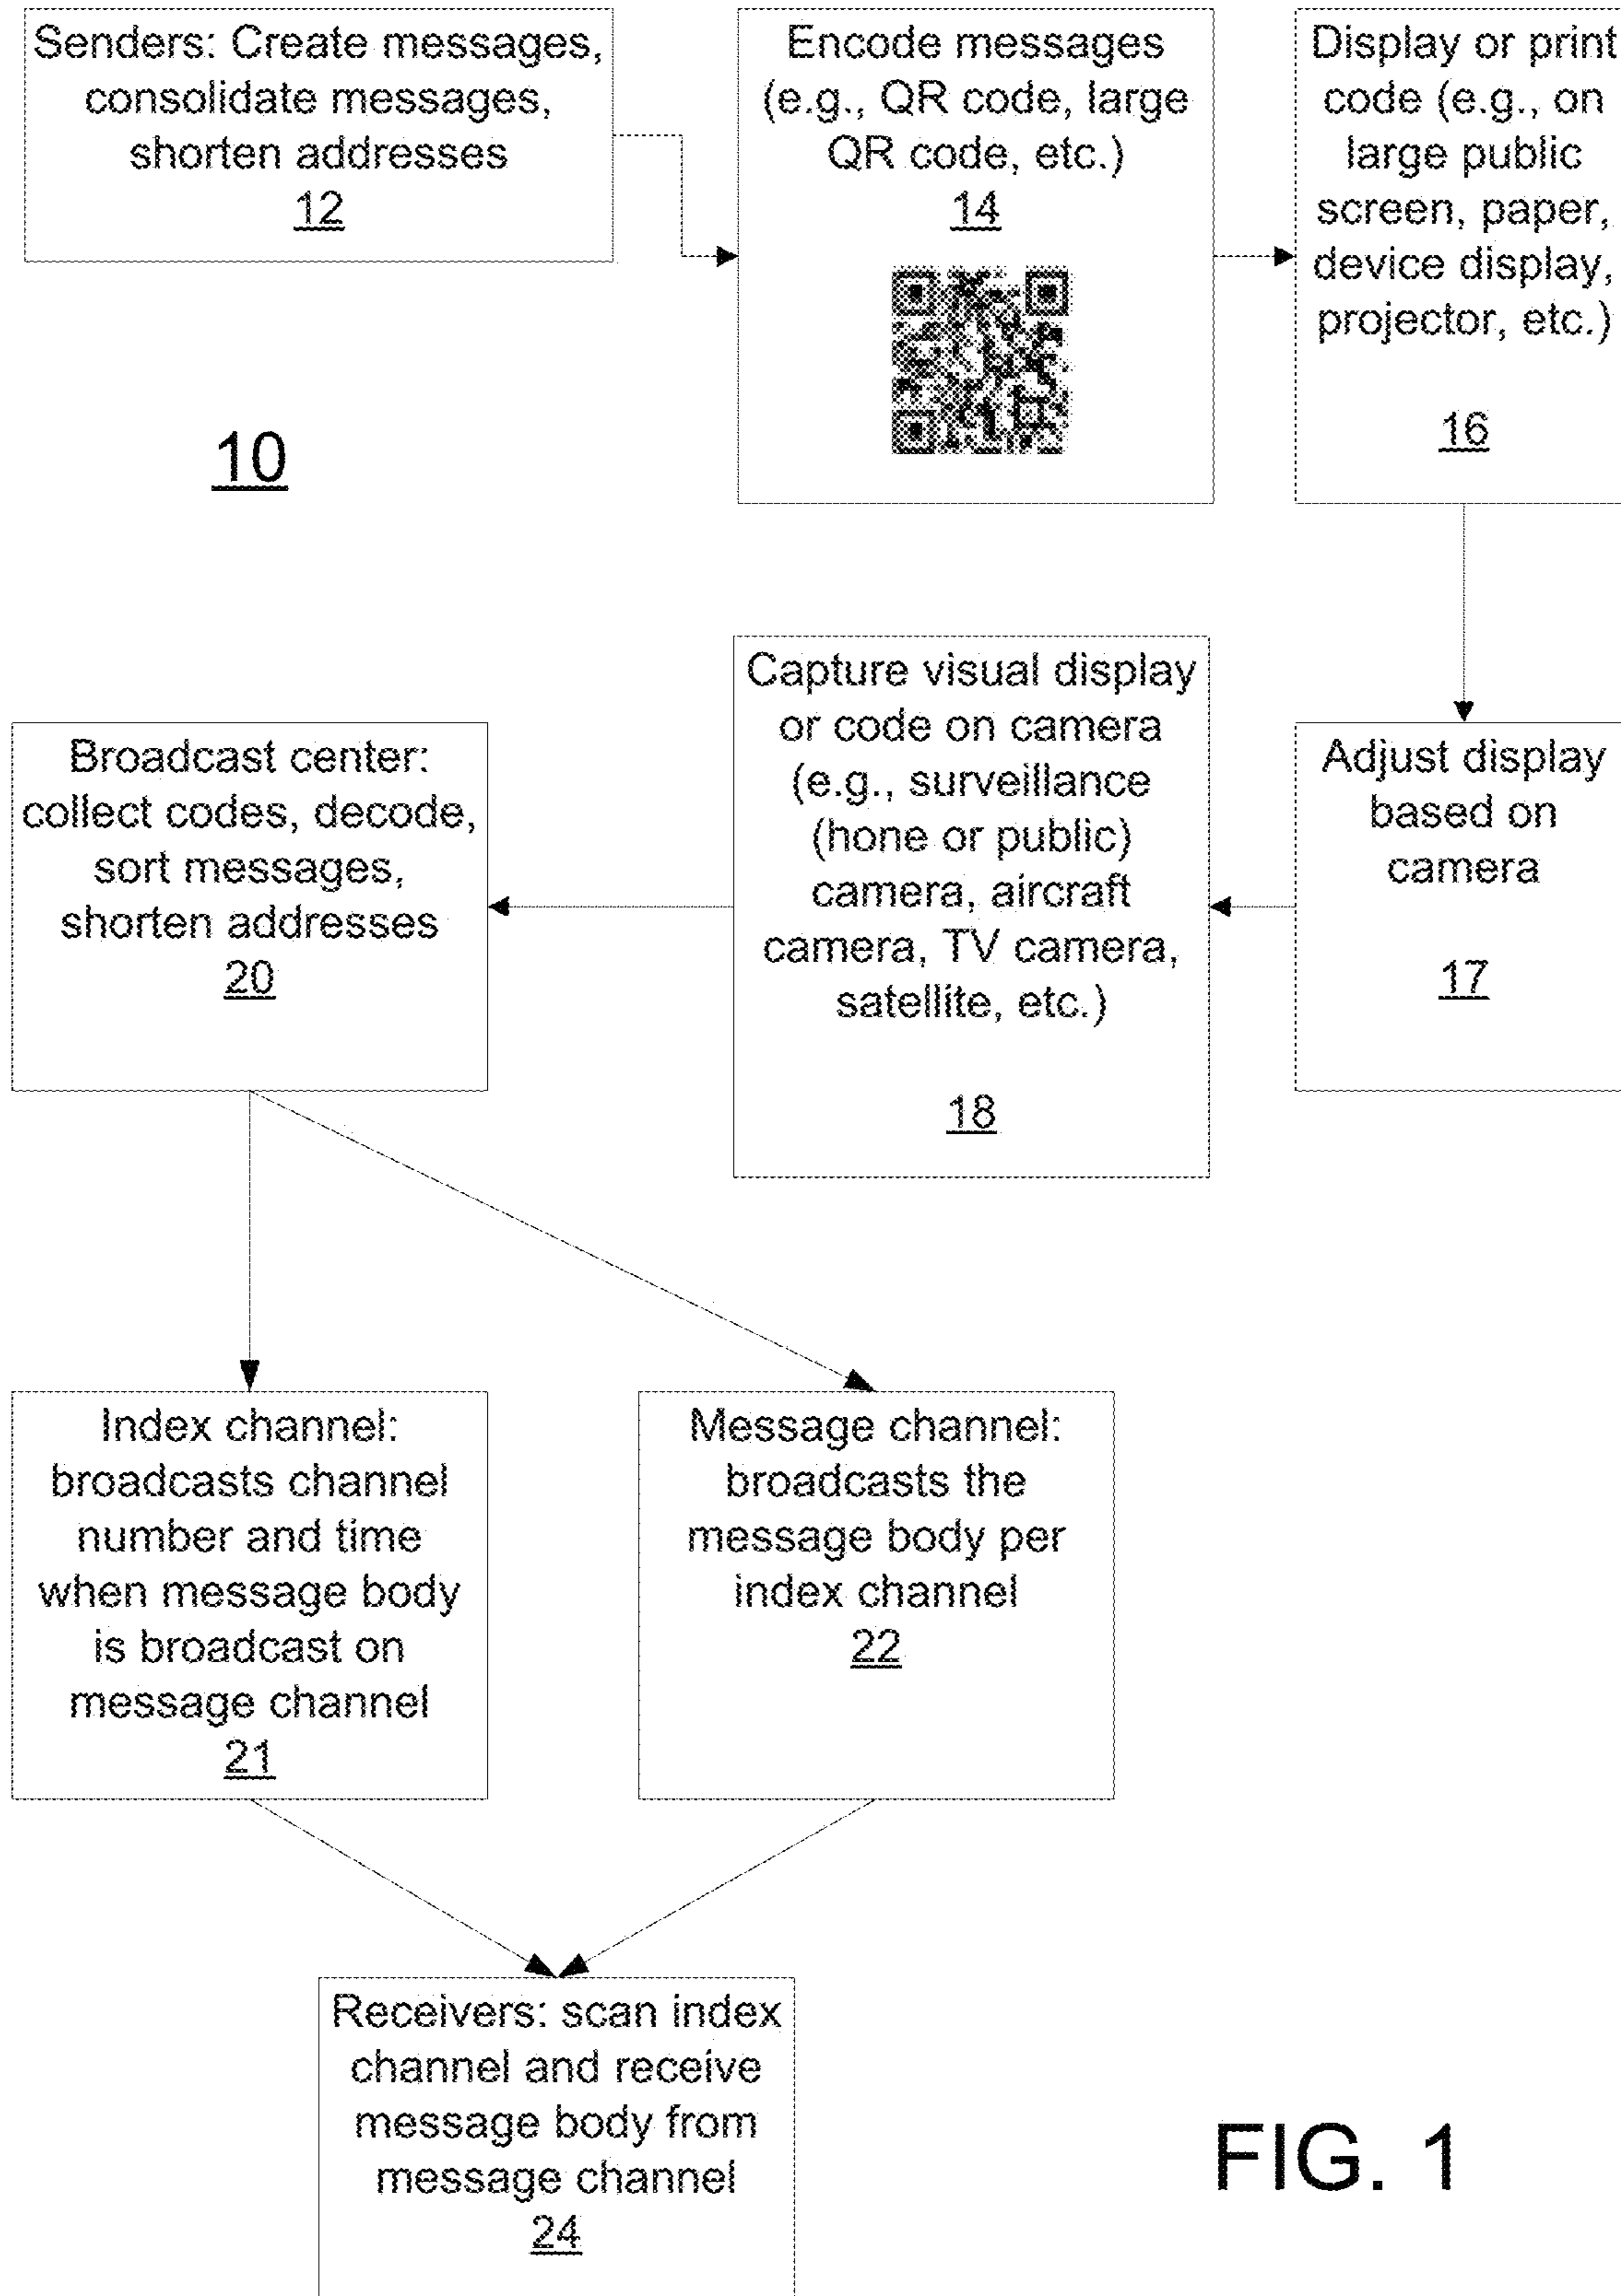 Senders: Create messages,
consolidate messages,
shorten addresses
12
Encode messages
(e.g., QR code, large
QR code, etc.)
14
Display or print
code (e.g., on
large public
screen, paper,
device display,
projector, etc.)
16
10
Adjust display
based on
camera
17
Capture visual display
or code on camera
(e.g., surveillance
(hone or public)
camera, aircraft
camera, TV camera,
satellite, etc.)
18
Broadcast center:
collect codes, decode,
sort messages,
shorten addresses
20
Index channel:
broadcasts channel
number and time
when message body
is broadcast on
message channel
21
Message channel:
broadcasts the
message body per
index channel
22
Receivers: scan index
channel and receive
message body from
message channel
24
FIG. 1